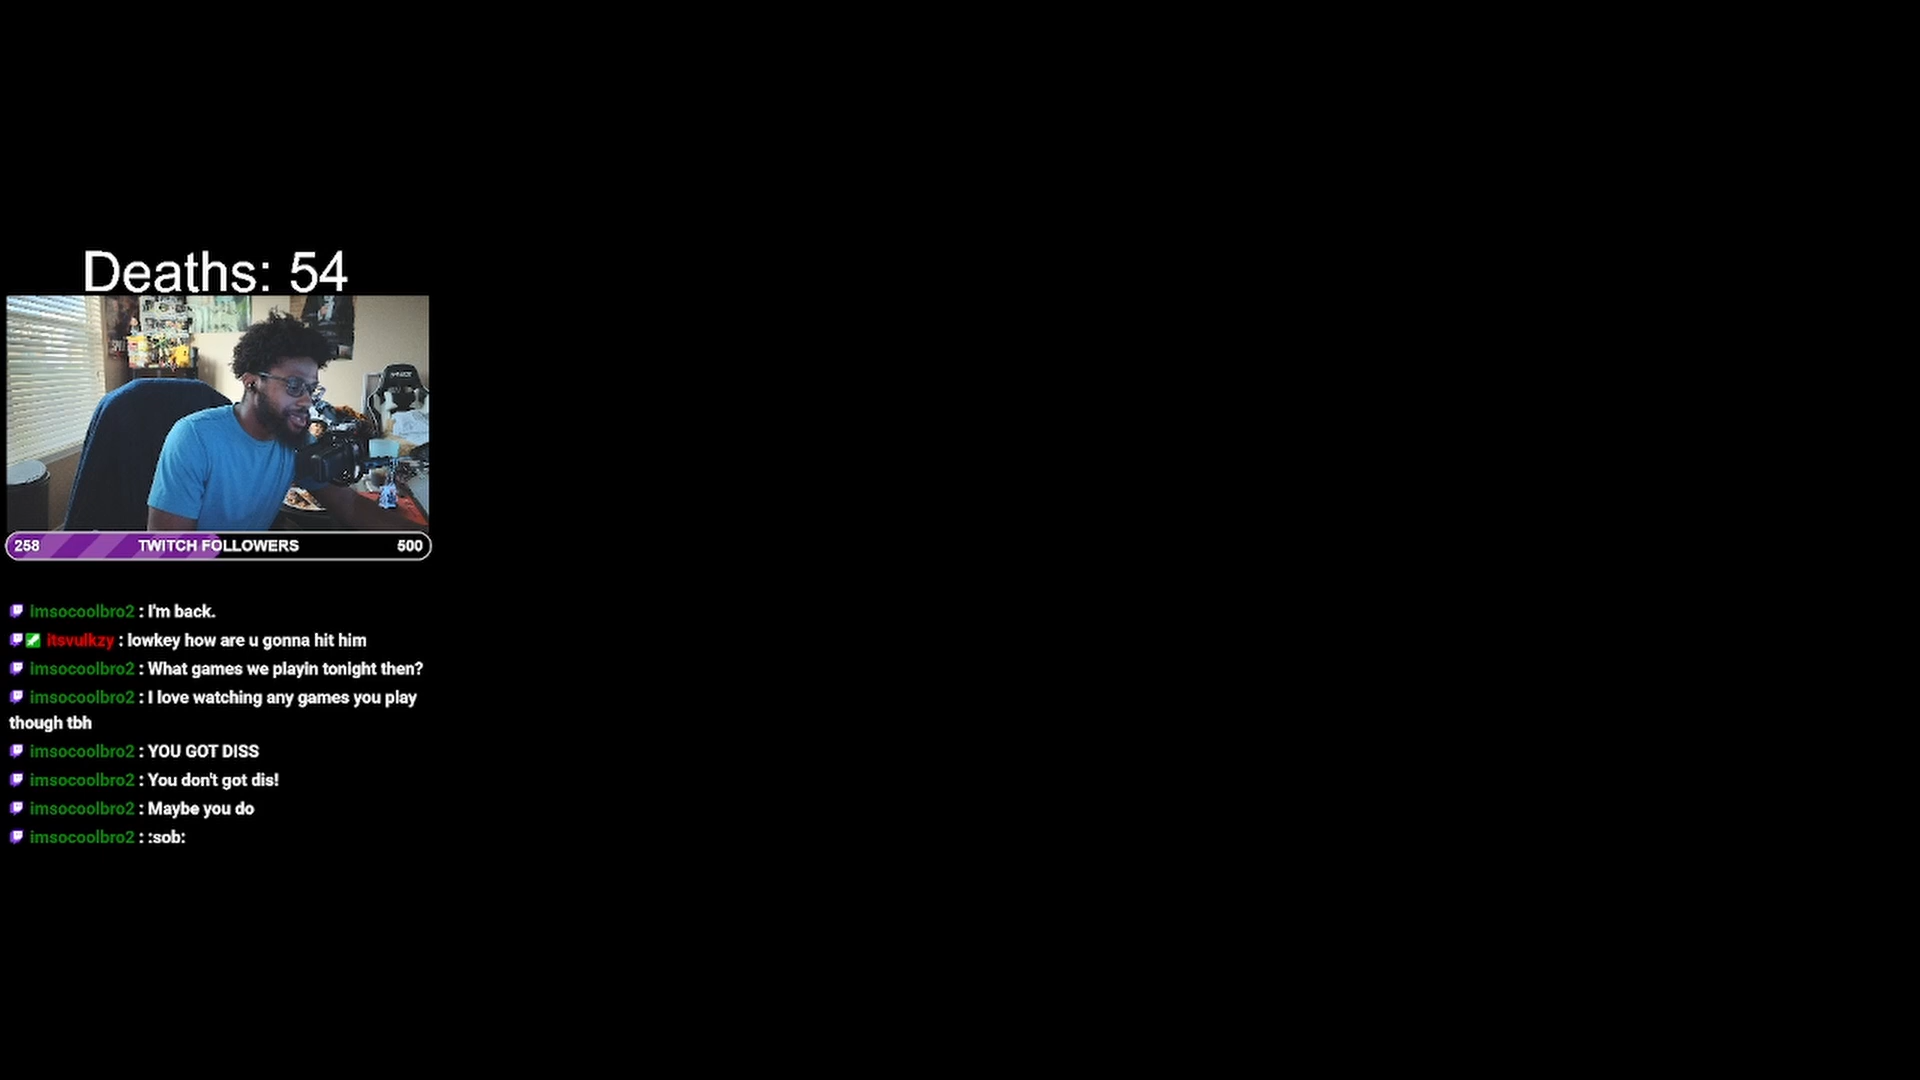 Deaths: 54
258 TWITCH FOLLOWERS 500
imsocoolbro2 : I'm back.
itsvulkzy : lowkey how are u gonna hit him
imsocoolbro2 : What games we playin tonight then?
imsocoolbro2 : I love watching any games you play
though tbh
imsocoolbro2 : YOU GOT DISS
imsocoolbro2 : You don't got dis!
imsocoolbro2 : Maybe you do
imsocoolbro2 : :sob: